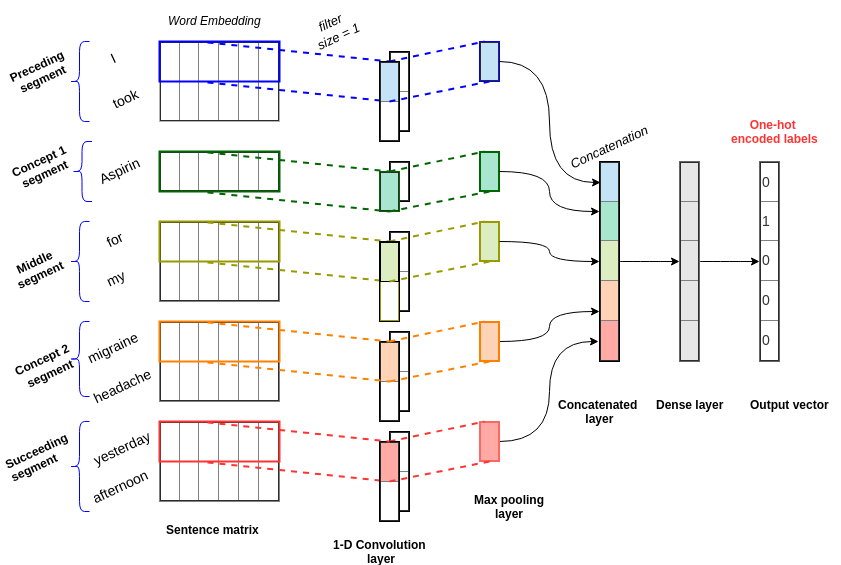 Word Embedding
filter
size = 1
Preceding
segment
I
took
Concept 1
segment
Aspirin
Middle
segment
for
my
Concept 2
segment
migraine
headache
Succeeding
segment
yesterday
afternoon
Sentence matrix
1-D Convolution
layer
Max pooling
layer
Concatenation
Concatenated
layer
Dense layer
One-hot
encoded labels
0
1
0
0
0
Output vector